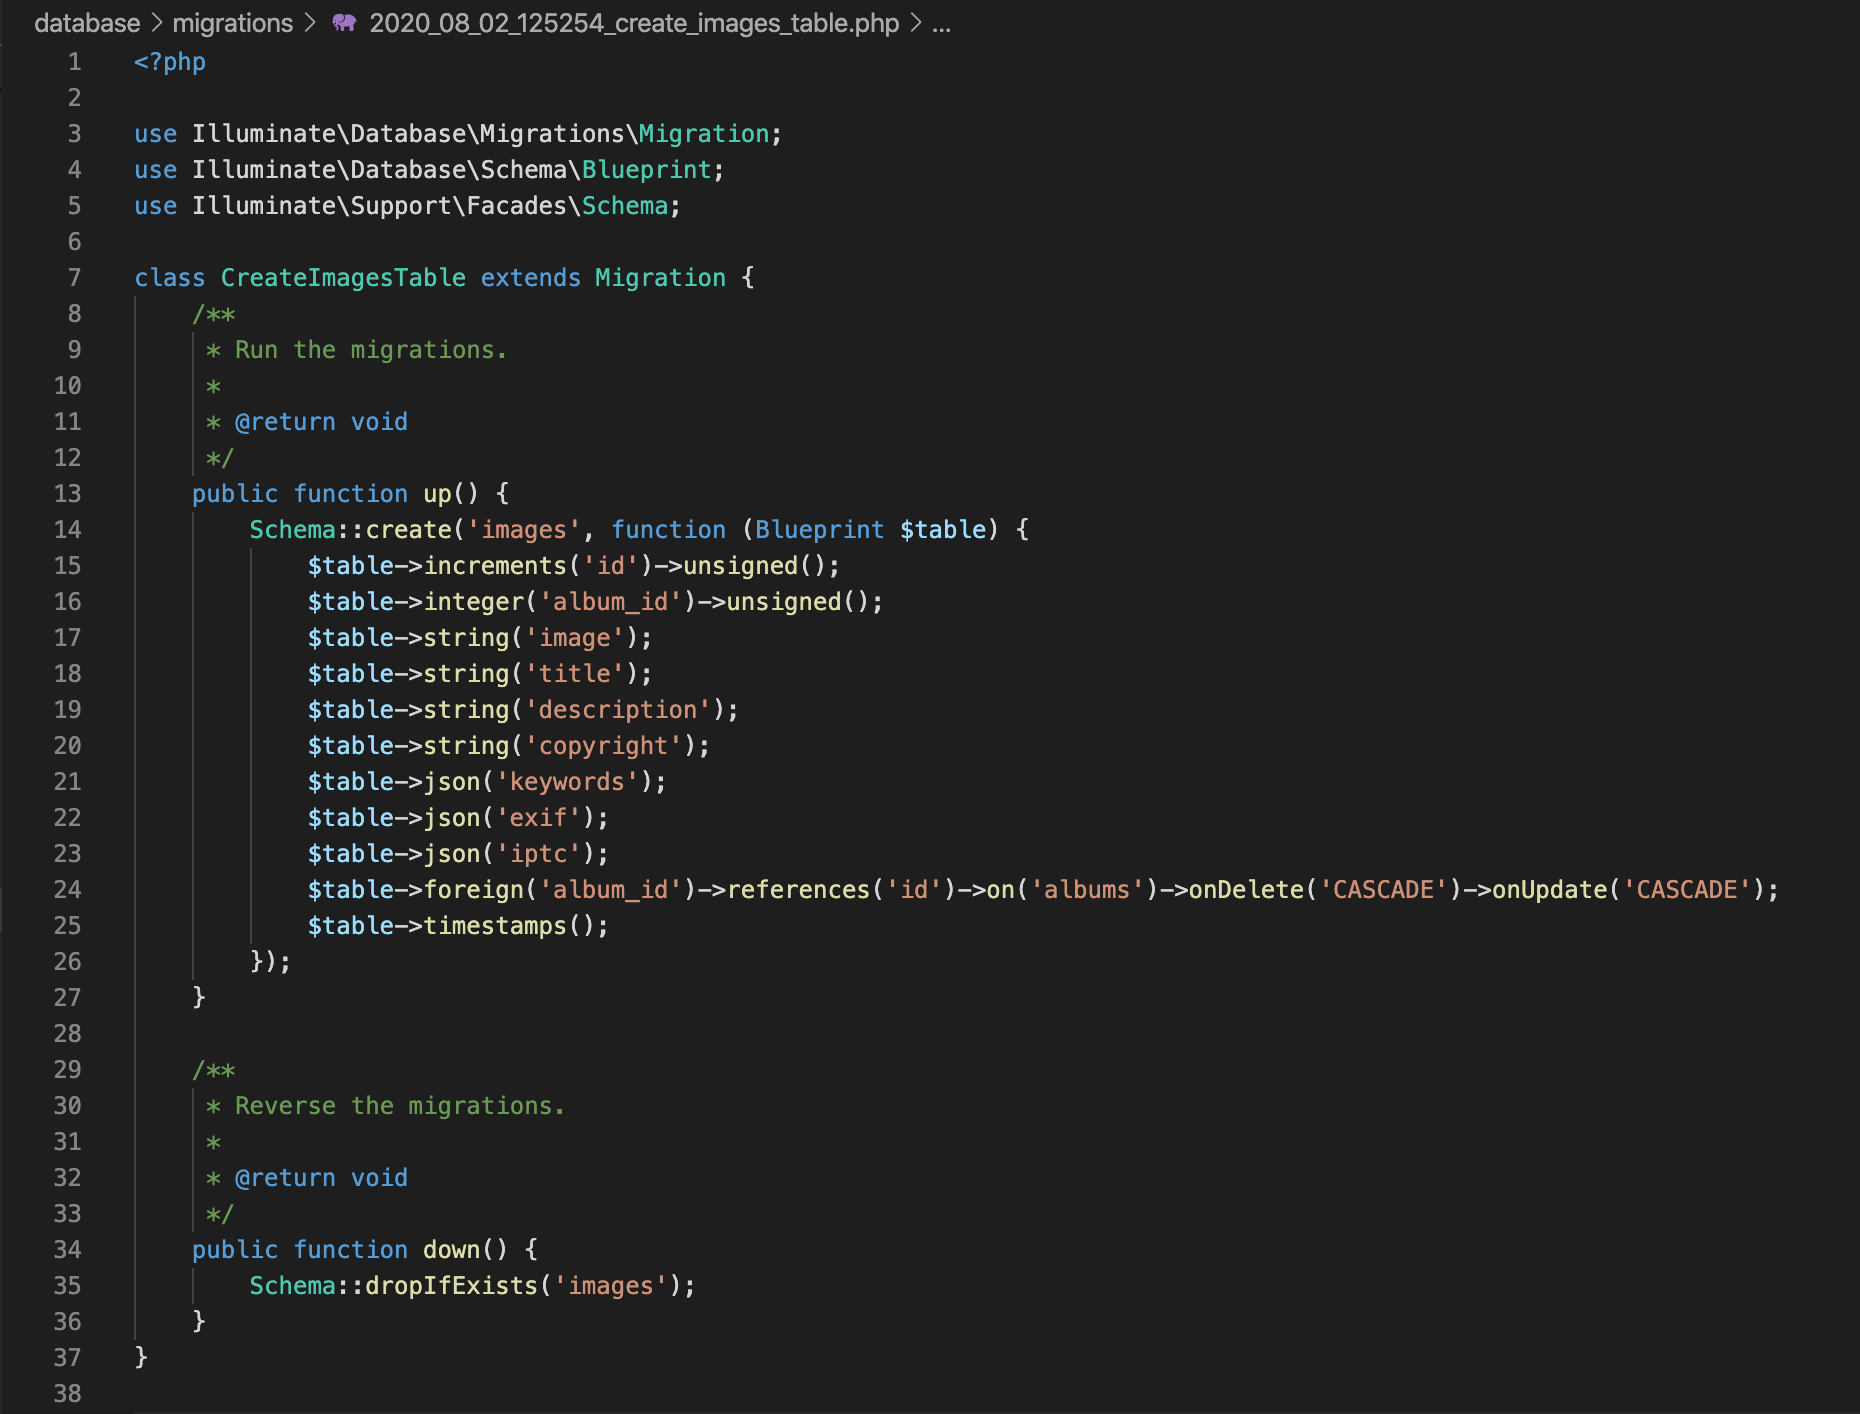 database > migrations > 2020_08_02_125254_create_images_table.php > ...
1 <?php
2
3 use Illuminate\Database\Migrations\Migration;
4 use Illuminate\Database\Schema\Blueprint;
5 use Illuminate\Support\Facades\Schema;
6
7 class CreateImagesTable extends Migration {
8     /**
9      * Run the migrations.
10      *
11      * @return void
12      */
13     public function up() {
14         Schema::create('images', function (Blueprint $table) {
15             $table->increments('id')->unsigned();
16             $table->integer('album_id')->unsigned();
17             $table->string('image');
18             $table->string('title');
19             $table->string('description');
20             $table->string('copyright');
21             $table->json('keywords');
22             $table->json('exif');
23             $table->json('iptc');
24             $table->foreign('album_id')->references('id')->on('albums')->onDelete('CASCADE')->onUpdate('CASCADE');
25             $table->timestamps();
26         });
27     }
28
29     /**
30      * Reverse the migrations.
31      *
32      * @return void
33      */
34     public function down() {
35         Schema::dropIfExists('images');
36     }
37 }
38